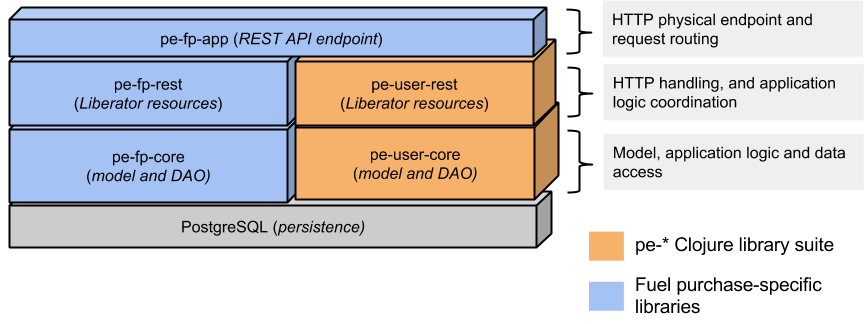 pe-fp-app (REST API endpoint)
HTTP physical endpoint and
request routing
pe-fp-rest
(Liberator resources)
pe-user-rest
(Liberator resources)
HTTP handling, and application
logic coordination
pe-fp-core
(model and DAO)
pe-user-core
(model and DAO)
Model, application logic and data
access
PostgreSQL (persistence)
pe-* Clojure library suite
Fuel purchase-specific
libraries